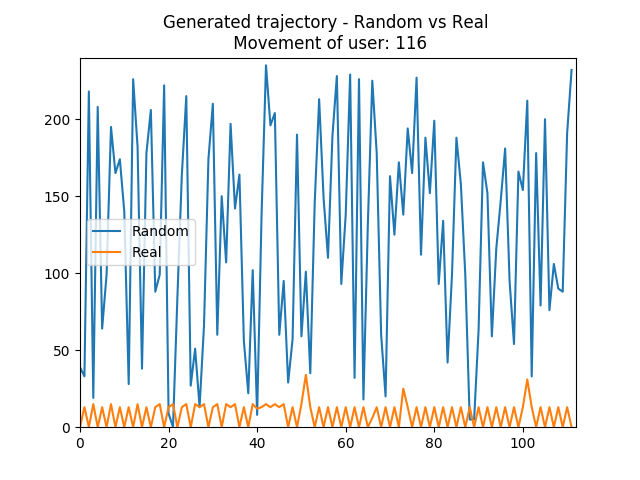 Generated trajectory - Random vs Real
Movement of user: 116
200
150
100
50
0
Random
Real
0 20 40 60 80 100